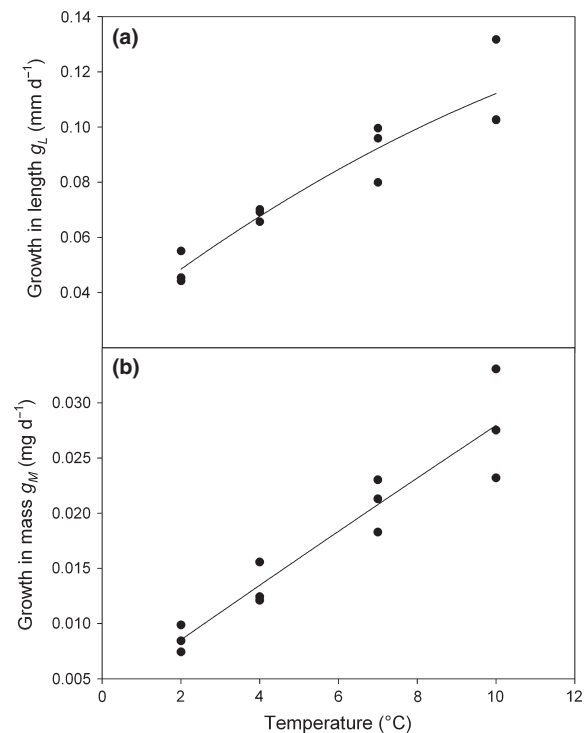 (a)
Growth in length g_L (mm d⁻¹)
0.14
0.12
0.10
0.08
0.06
0.04
(b)
Growth in mass g_M (mg d⁻¹)
0.030
0.025
0.020
0.015
0.010
0.005
0 2 4 6 8 10 12
Temperature (°C)